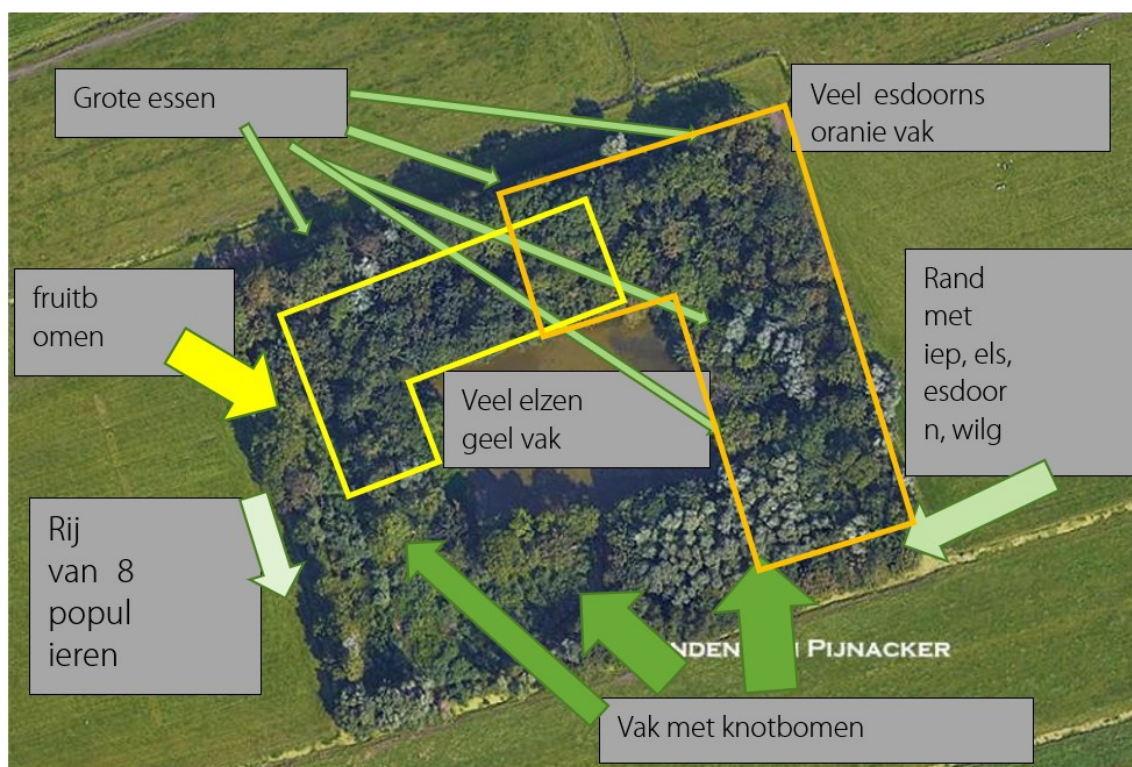 Grote essen
Veel esdoorns
oranie vak
fruitb
omen
Rand
met
iep, els,
esdoor
n, wilg
Veel elzen
geel vak
Rij
van 8
popul
ieren
PIJNACKER
Vak met knotbomen